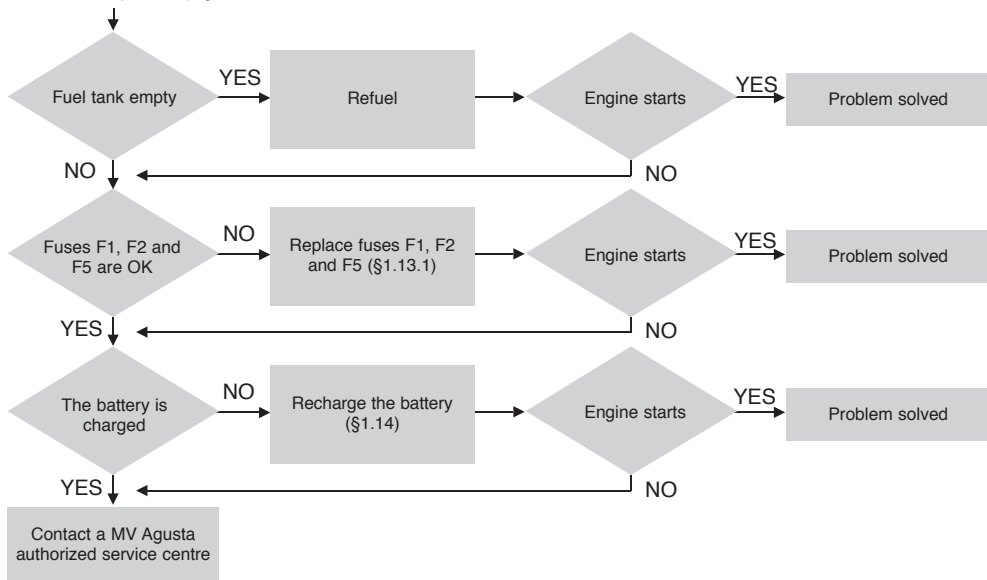 Fuel tank empty
YES
Refuel
Engine starts
YES
Problem solved
NO
NO
Fuses F1, F2 and
F5 are OK
NO
Replace fuses F1, F2
and F5 (§1.13.1)
Engine starts
YES
Problem solved
YES
NO
The battery is
charged
NO
Recharge the battery
(§1.14)
Engine starts
YES
Problem solved
YES
NO
Contact a MV Agusta
authorized service centre